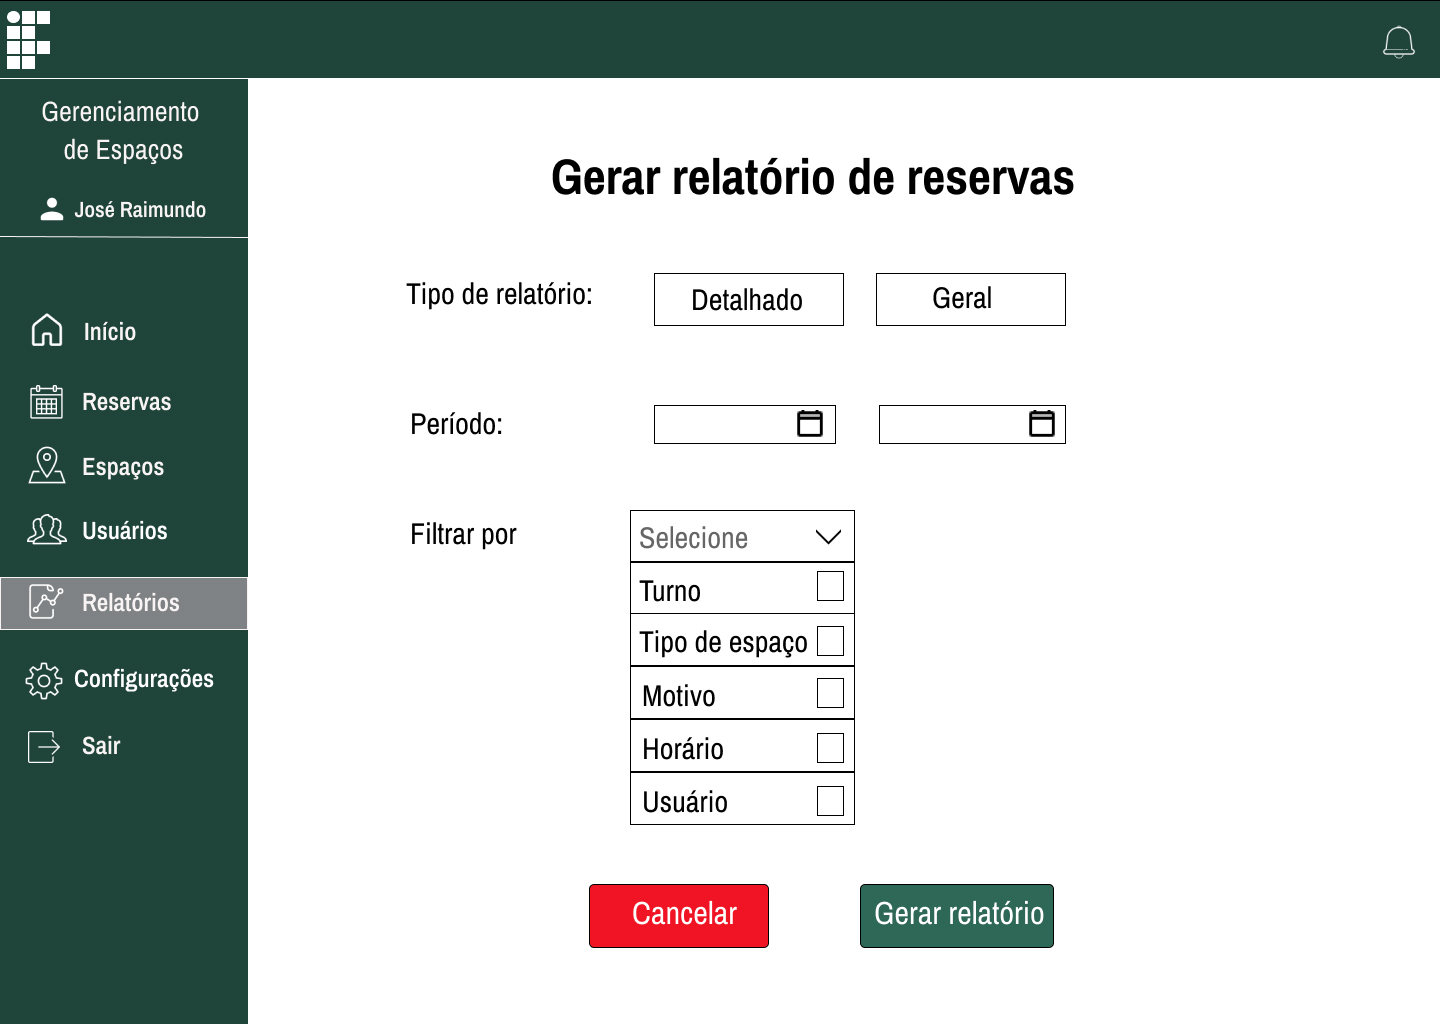 Gerenciamento
de Espaços
José Raimundo
Início
Reservas
Espaços
Usuários
Relatórios
Configurações
Sair
Gerar relatório de reservas
Tipo de relatório:
Detalhado
Geral
Período:
Filtrar por
Selecione
Turno
Tipo de espaço
Motivo
Horário
Usuário
Cancelar
Gerar relatório